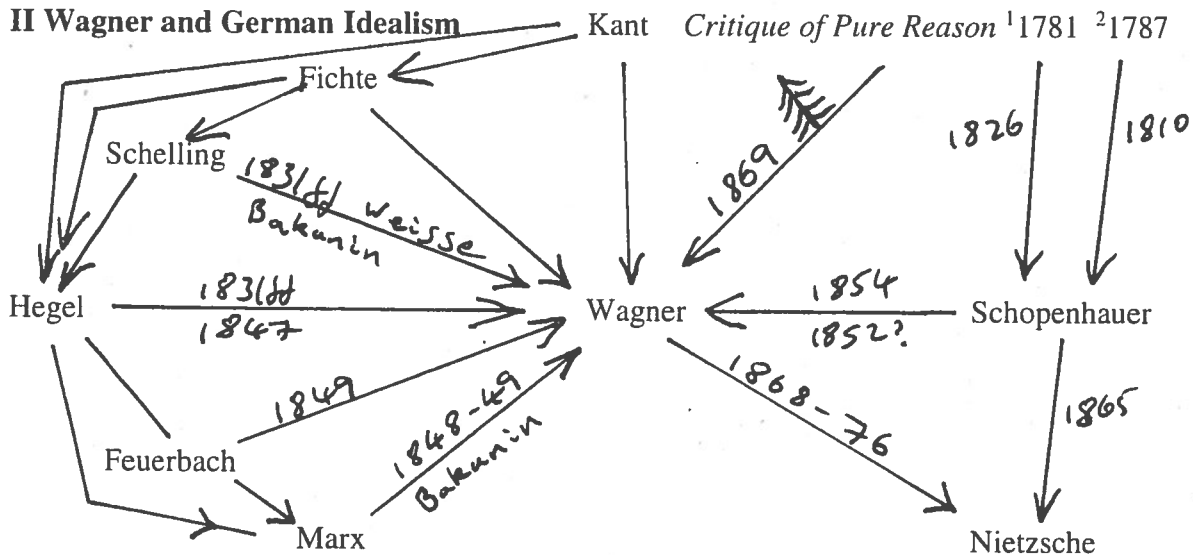 II Wagner and German Idealism
Kant Critique of Pure Reason ¹1781 ²1787
Fichte
Schelling
1831ff Weisse
Bakunin
1869
1826
1810
Hegel
1831ff
1847
Wagner
1854
1852?
Schopenhauer
1849
1848-49
Bakunin
1868-76
1865
Feuerbach
Marx
Nietzsche